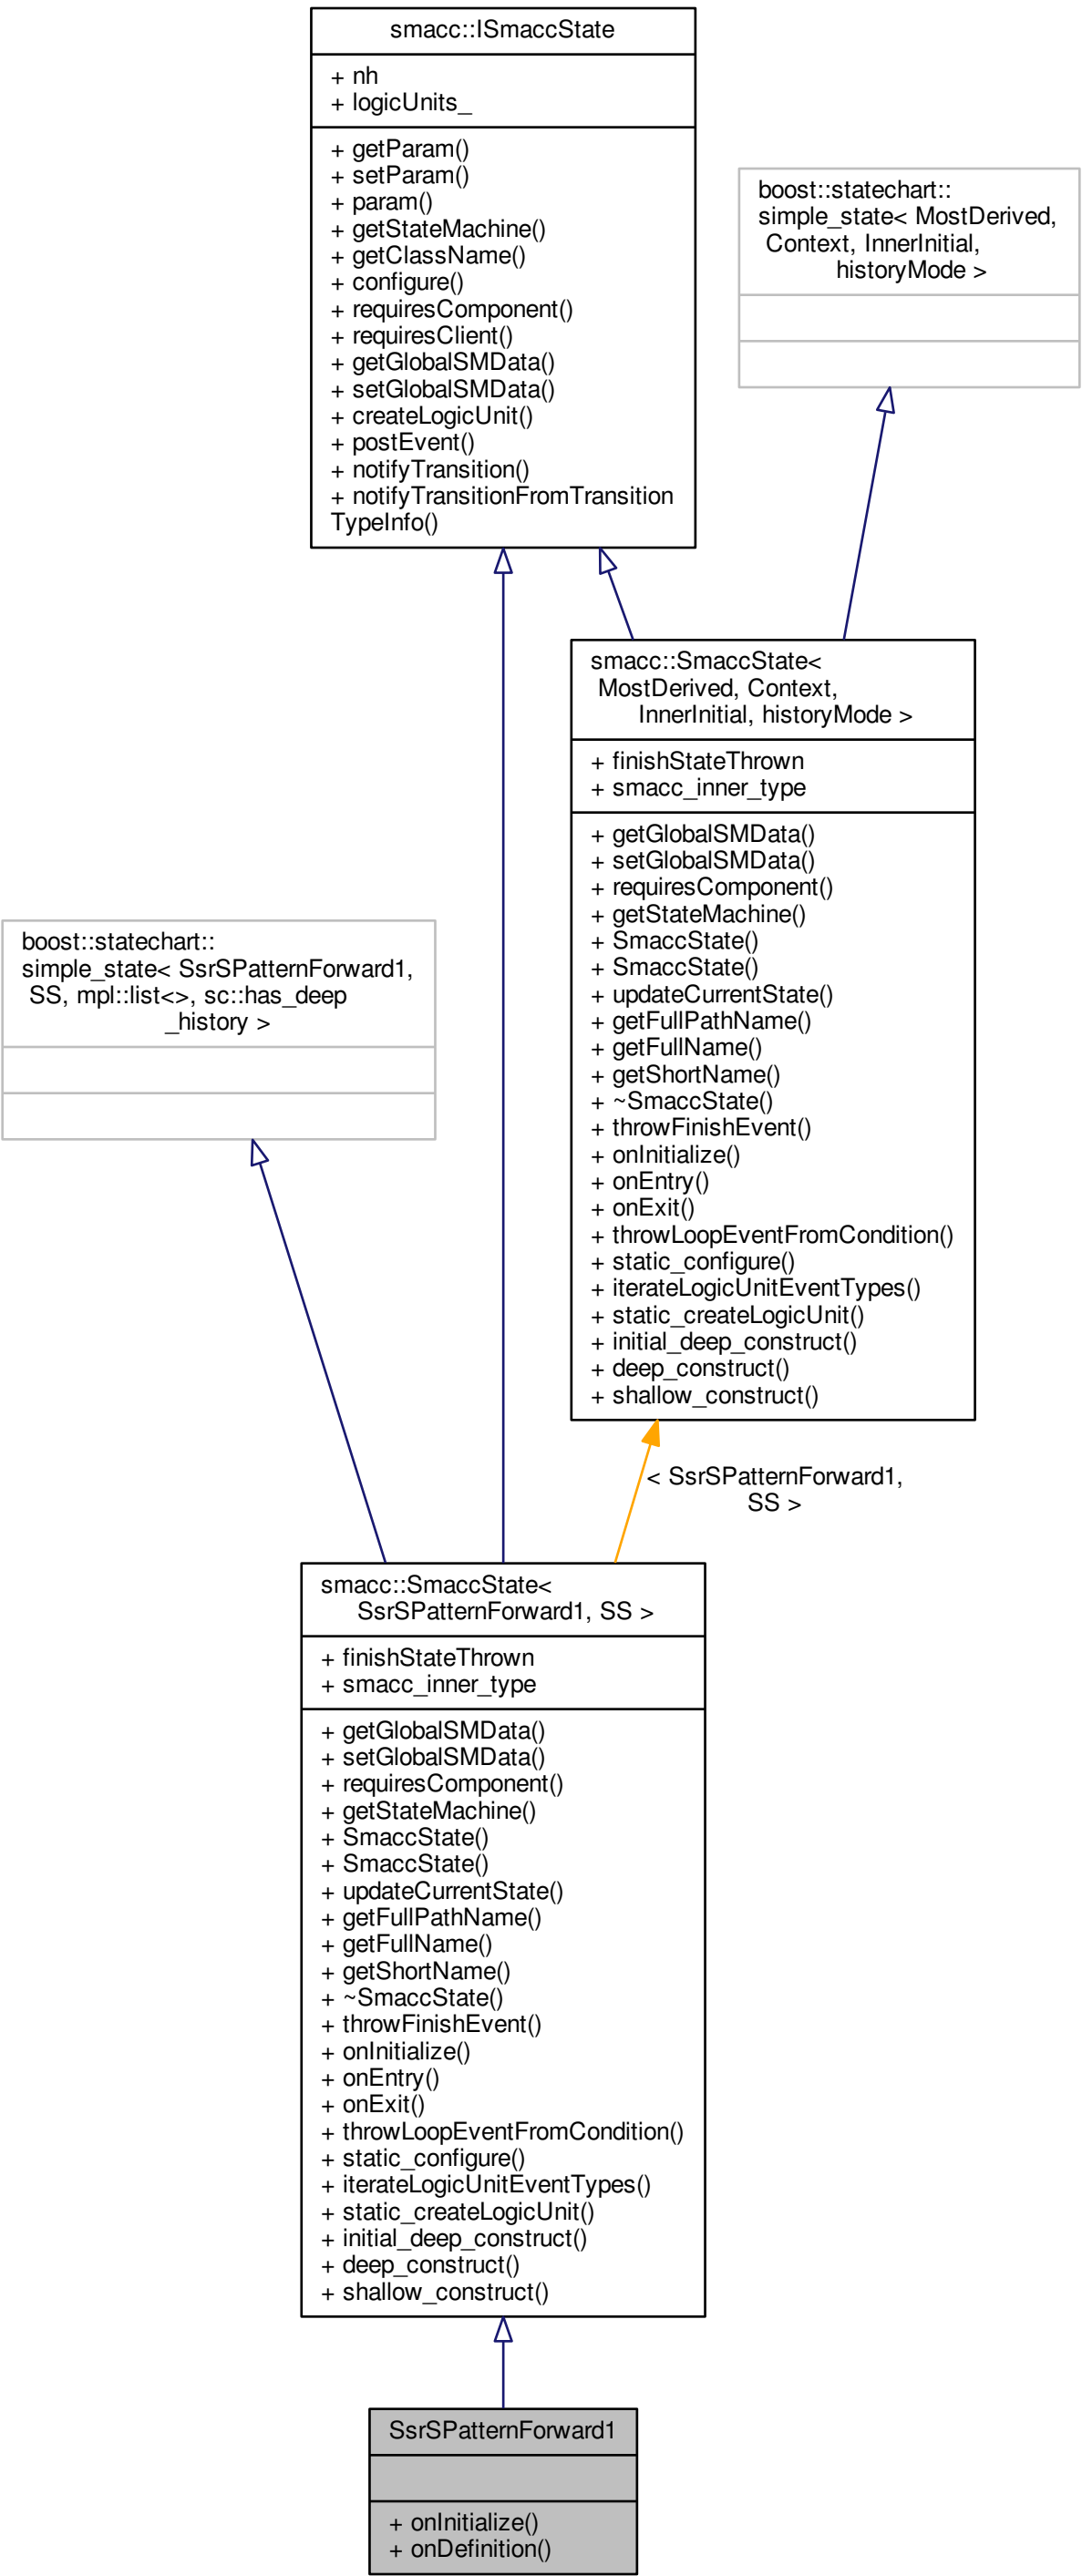 smacc::ISmaccState
+ nh
+ logicUnits_
+ getParam()
+ setParam()
+ param()
+ getStateMachine()
+ getClassName()
+ configure()
+ requiresComponent()
+ requiresClient()
+ getGlobalSMData()
+ setGlobalSMData()
+ createLogicUnit()
+ postEvent()
+ notifyTransition()
+ notifyTransitionFromTransition
TypeInfo()
boost::statechart::
simple_state< MostDerived,
Context, InnerInitial,
historyMode >
smacc::SmaccState<
MostDerived, Context,
InnerInitial, historyMode >
+ finishStateThrown
+ smacc_inner_type
+ getGlobalSMData()
+ setGlobalSMData()
+ requiresComponent()
+ getStateMachine()
+ SmaccState()
+ SmaccState()
+ updateCurrentState()
+ getFullPathName()
+ getFullName()
+ getShortName()
+ ~SmaccState()
+ throwFinishEvent()
+ onInitialize()
+ onEntry()
+ onExit()
+ throwLoopEventFromCondition()
+ static_configure()
+ iterateLogicUnitEventTypes()
+ static_createLogicUnit()
+ initial_deep_construct()
+ deep_construct()
+ shallow_construct()
boost::statechart::
simple_state< SsrSPatternForward1,
SS, mpl::list<>, sc::has_deep
_history >
< SsrSPatternForward1,
SS >
smacc::SmaccState<
SsrSPatternForward1, SS >
+ finishStateThrown
+ smacc_inner_type
+ getGlobalSMData()
+ setGlobalSMData()
+ requiresComponent()
+ getStateMachine()
+ SmaccState()
+ SmaccState()
+ updateCurrentState()
+ getFullPathName()
+ getFullName()
+ getShortName()
+ ~SmaccState()
+ throwFinishEvent()
+ onInitialize()
+ onEntry()
+ onExit()
+ throwLoopEventFromCondition()
+ static_configure()
+ iterateLogicUnitEventTypes()
+ static_createLogicUnit()
+ initial_deep_construct()
+ deep_construct()
+ shallow_construct()
SsrSPatternForward1
+ onInitialize()
+ onDefinition()